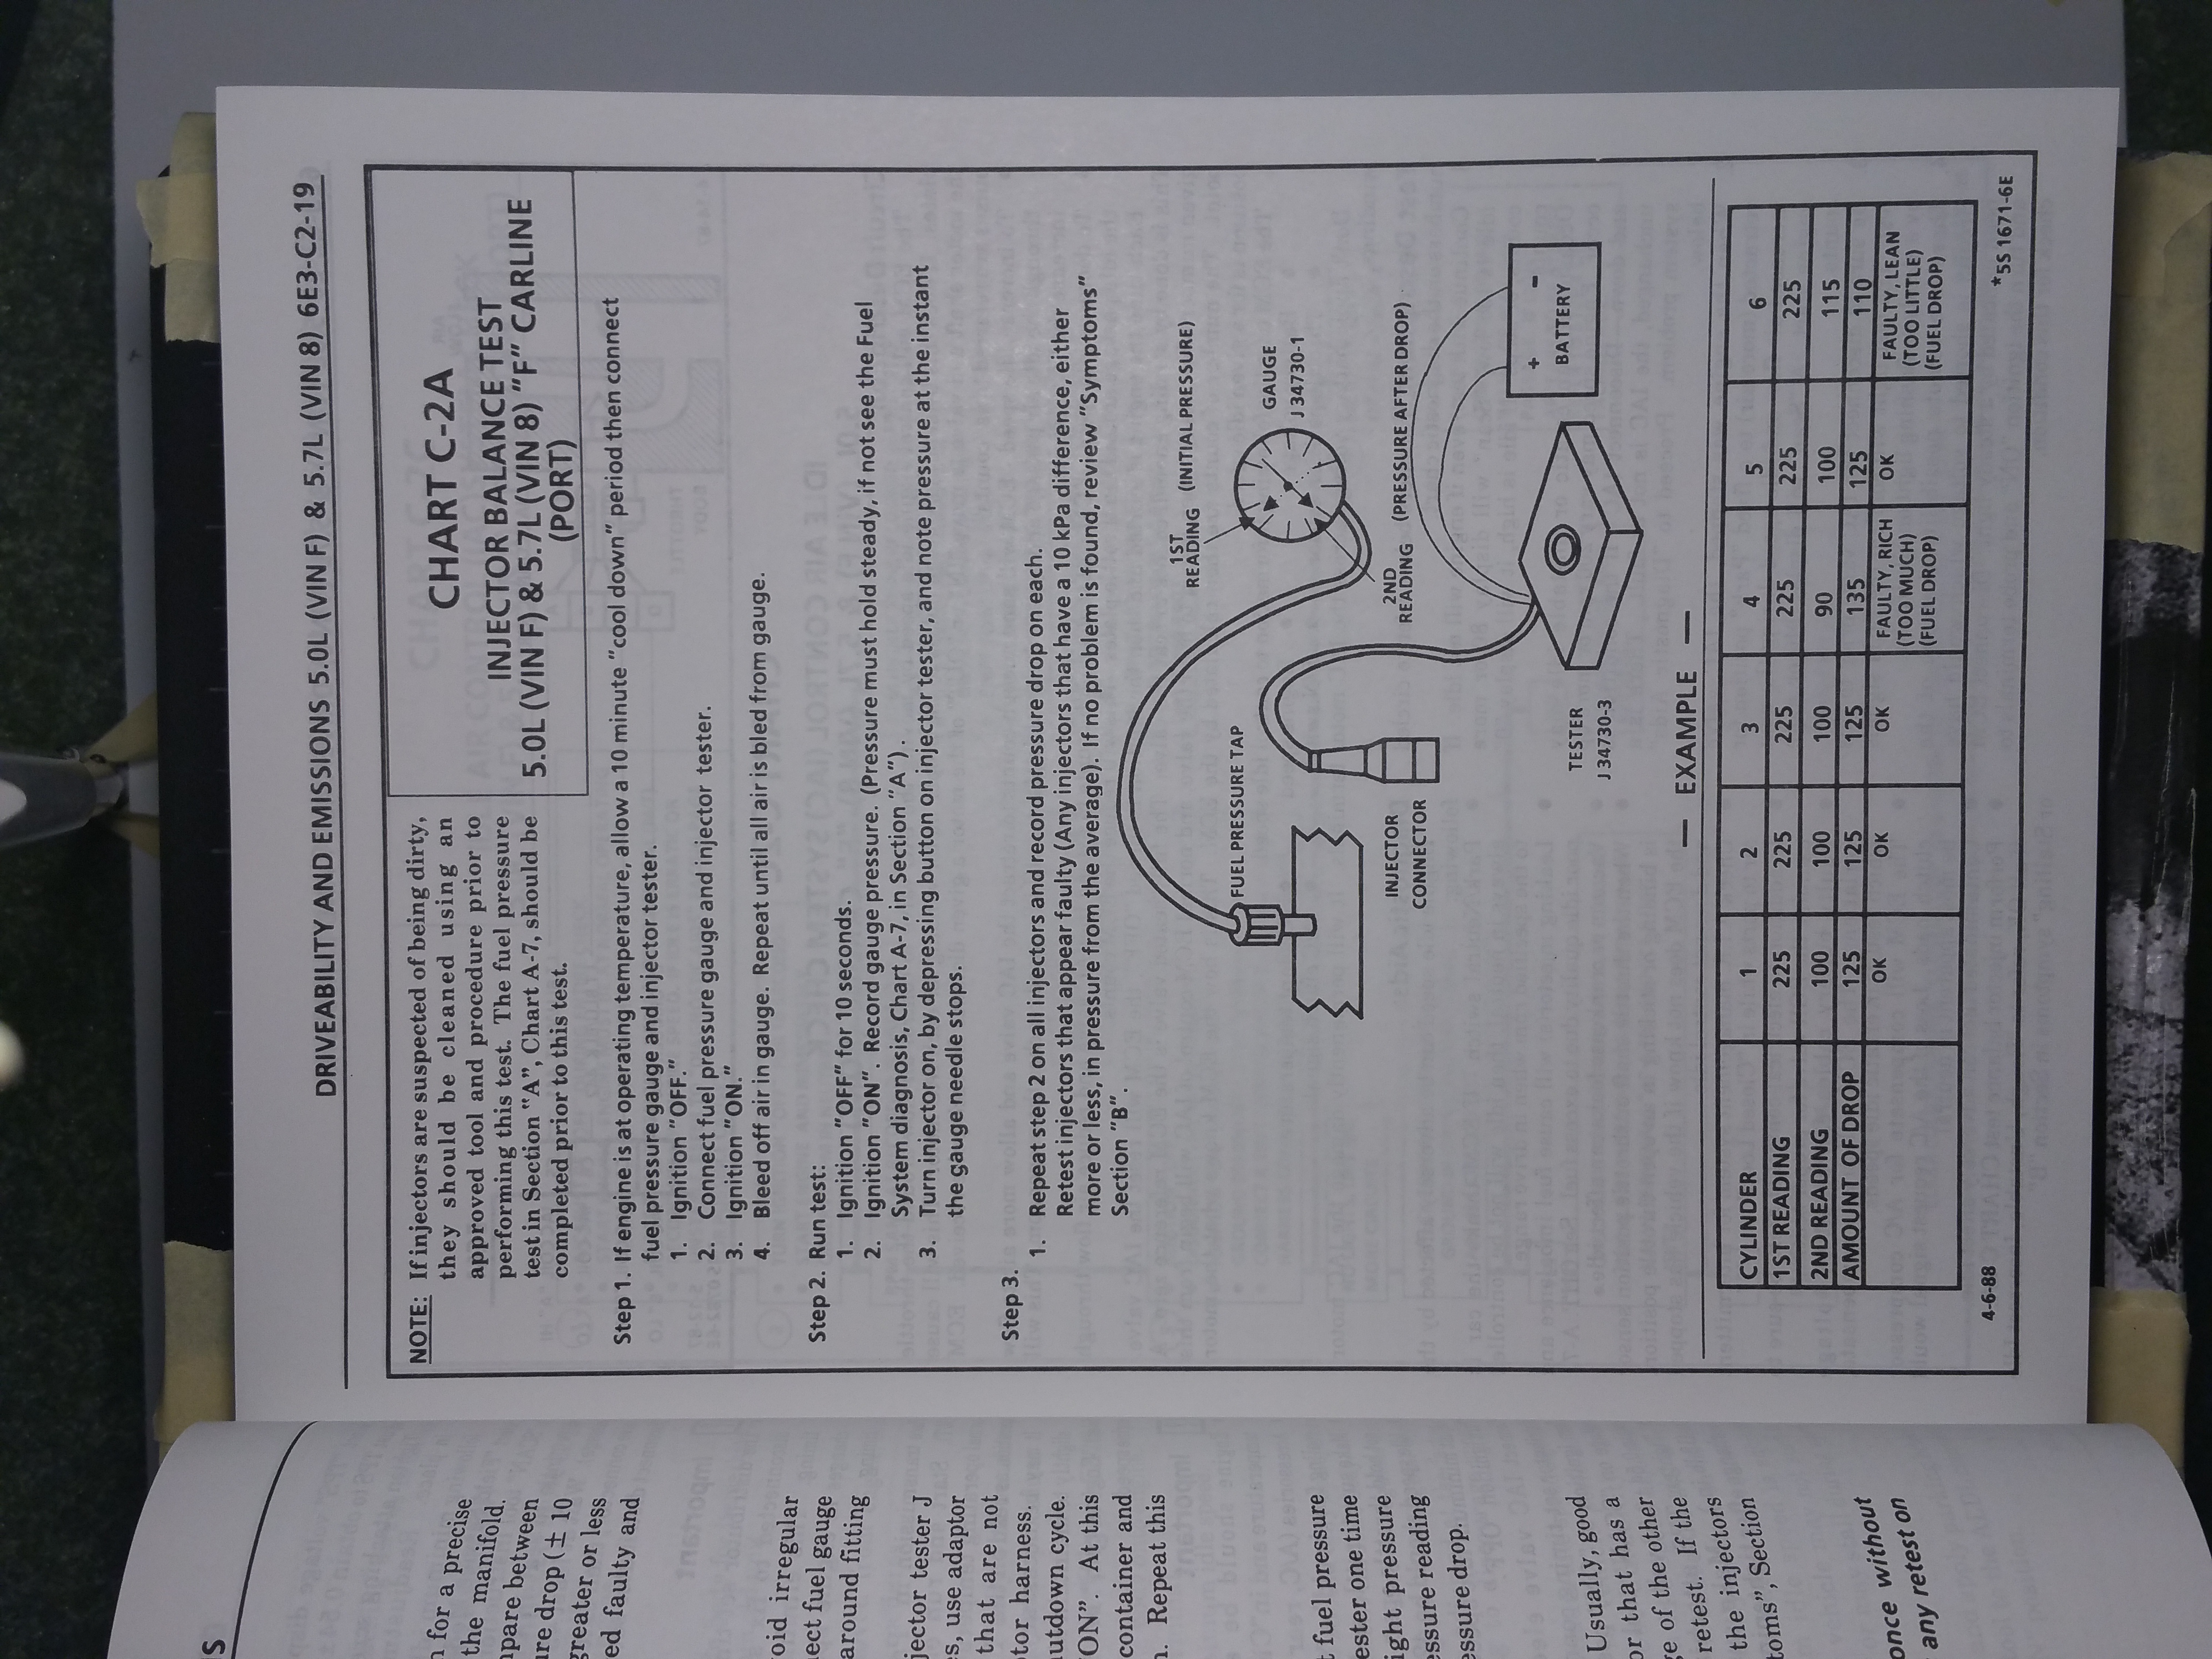 DRIVEABILITY AND EMISSIONS 5.0L (VIN F) & 5.7L (VIN 8) 6E3-C2-19
NOTE: If injectors are suspected of being dirty,
they should be cleaned using an
approved tool and procedure prior to
performing this test. The fuel pressure
test in Section "A", Chart A-7, should be
completed prior to this test.
CHART C-2A
INJECTOR BALANCE TEST
5.0L (VIN F) & 5.7L (VIN 8) "F" CARLINE
(PORT)
Step 1. If engine is at operating temperature, allow a 10 minute "cool down" period then connect
fuel pressure gauge and injector tester.
1. Ignition "OFF."
2. Connect fuel pressure gauge and injector tester.
3. Ignition "ON."
4. Bleed off air in gauge. Repeat until all air is bled from gauge.
Step 2. Run test:
1. Ignition "OFF" for 10 seconds.
2. Ignition "ON". Record gauge pressure. (Pressure must hold steady, if not see the Fuel
System diagnosis, Chart A-7, in Section "A").
3. Turn injector on, by depressing button on injector tester, and note pressure at the instant
the gauge needle stops.
Step 3.
1. Repeat step 2 on all injectors and record pressure drop on each.
Retest injectors that appear faulty (Any injectors that have a 10 kPa difference, either
more or less, in pressure from the average). If no problem is found, review "Symptoms"
Section "B".
1ST
READING (INITIAL PRESSURE)
GAUGE
J 34730-1
FUEL PRESSURE TAP
2ND
READING (PRESSURE AFTER DROP)
INJECTOR
CONNECTOR
+ -
BATTERY
TESTER
J 34730-3
— EXAMPLE —
CYLINDER 1 2 3 4 5 6
1ST READING 225 225 225 225 225 225
2ND READING 100 100 100 90 100 115
AMOUNT OF DROP 125 125 125 135 125 110
OK OK OK FAULTY, RICH OK FAULTY, LEAN
(TOO MUCH) (TOO LITTLE)
(FUEL DROP) (FUEL DROP)
4-6-88 *5S 1671-6E
S
for a precise
the manifold.
mpare between
ure drop (± 10
greater or less
ed faulty and
oid irregular
ect fuel gauge
around fitting
jector tester J
s, use adaptor
that are not
tor harness.
utdown cycle.
"ON". At this
container and
n. Repeat this
t fuel pressure
ester one time
ight pressure
essure reading
essure drop.
Usually, good
or that has a
ge of the other
retest. If the
the injectors
toms", Section
once without
any retest on